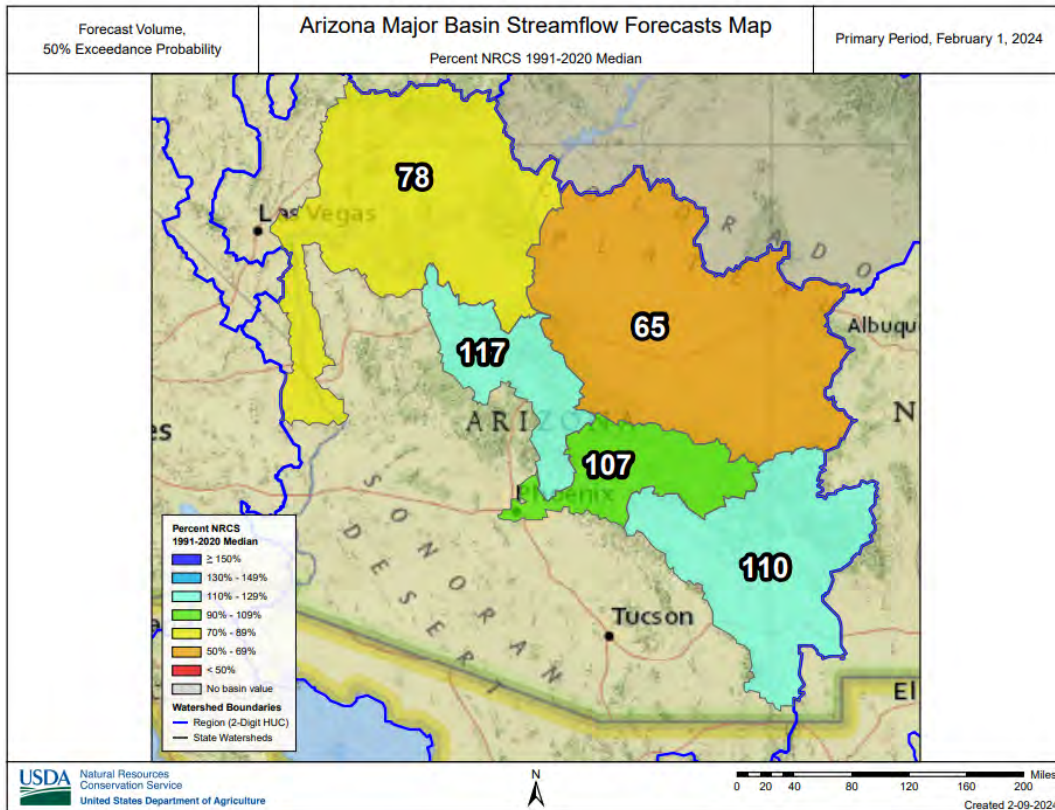 Forecast Volume,
50% Exceedance Probability
Arizona Major Basin Streamflow Forecasts Map
Percent NRCS 1991-2020 Median
Primary Period, February 1, 2024
78
Las Vegas
COLORADO
PLATEAU
65
Albuqu
117
ARIZONA
N
es
107
Phoenix
SONORAN
DESERT
110
Tucson
El
Percent NRCS
1991-2020 Median
≥ 150%
130% - 149%
110% - 129%
90% - 109%
70% - 89%
50% - 69%
< 50%
No basin value
Watershed Boundaries
Region (2-Digit HUC)
State Watersheds
USDA
Natural Resources
Conservation Service
United States Department of Agriculture
N
0 20 40 80 120 160 200 Miles
Created 2-09-2024